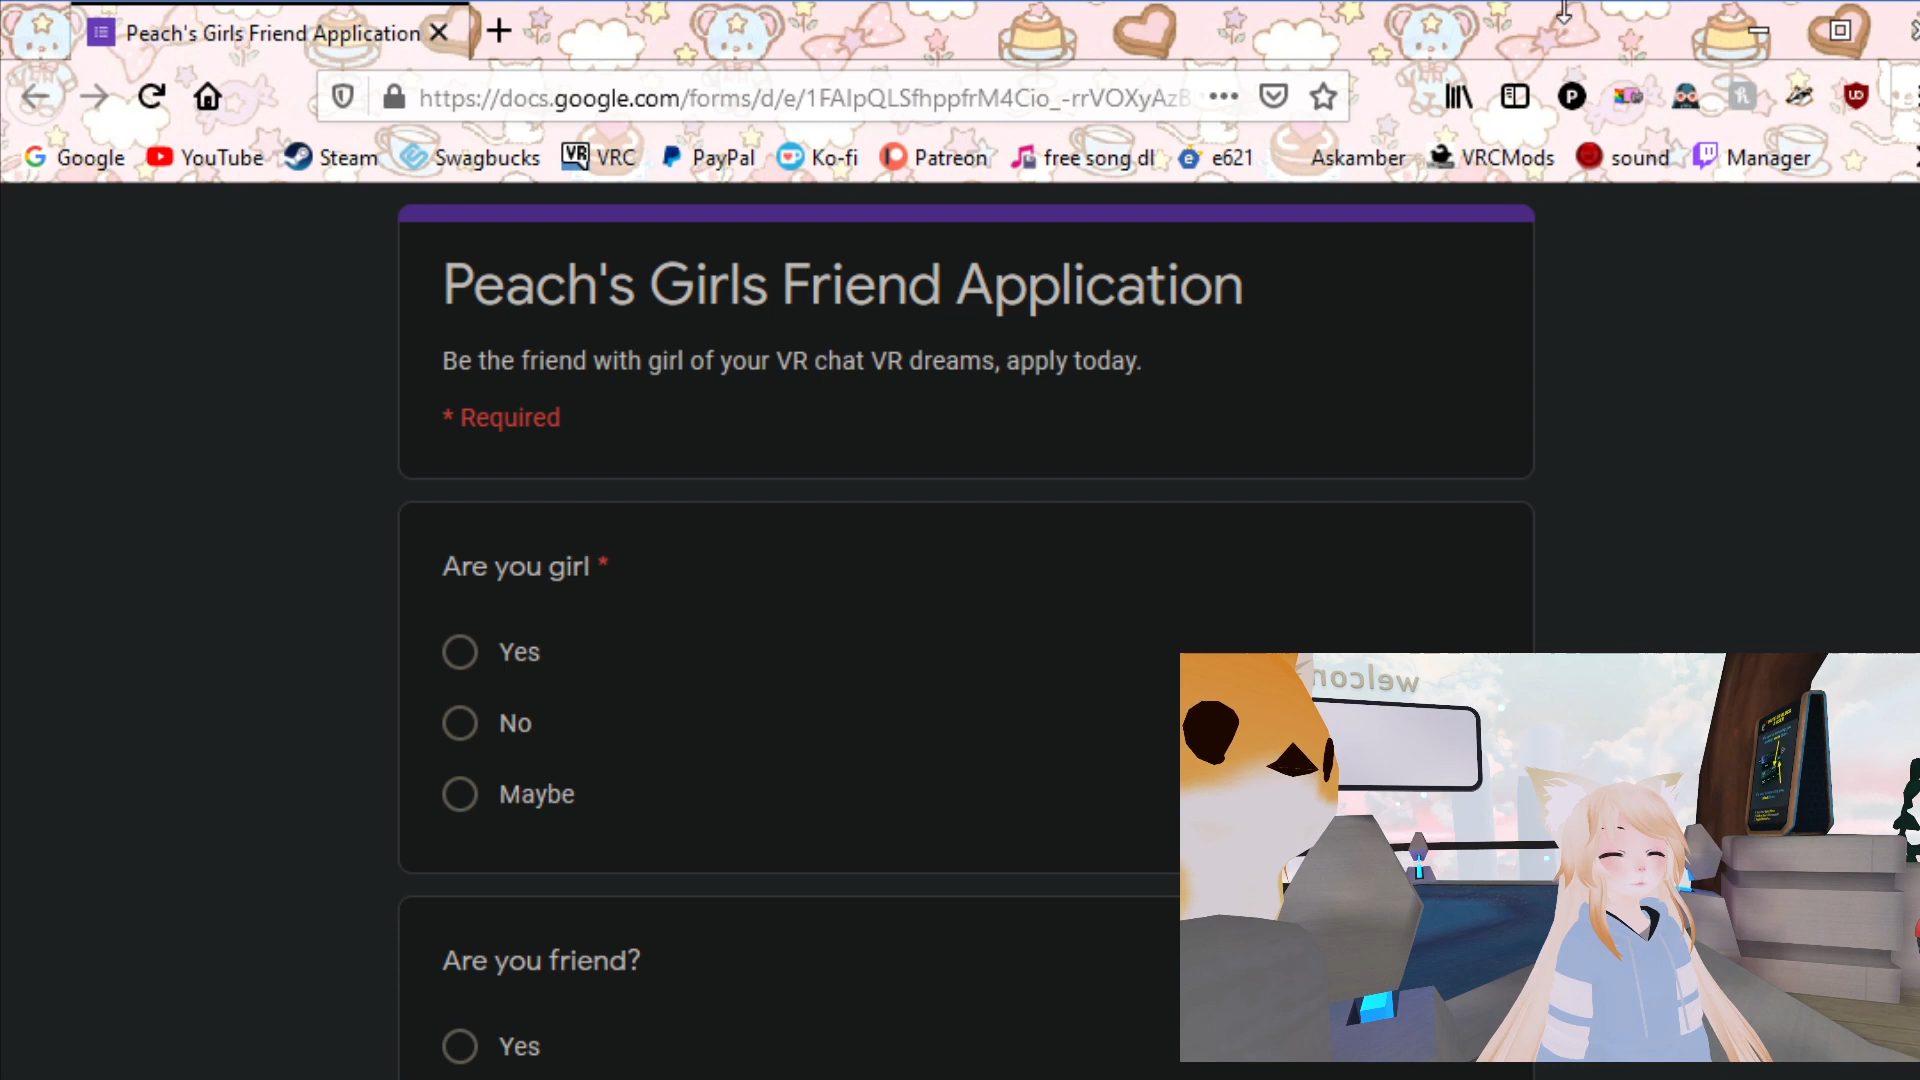 Peach's Girls Friend Application
https://docs.google.com/forms/d/e/1FAIpQLSfhppfrM4Cio_-rrVOXyAzB
Google YouTube Steam Swagbucks VRC PayPal Ko-fi Patreon free song dl e621 Askamber VRCMods sound Manager
Peach's Girls Friend Application
Be the friend with girl of your VR chat VR dreams, apply today.
* Required
Are you girl *
Yes
No
Maybe
welcom
Are you friend?
Yes